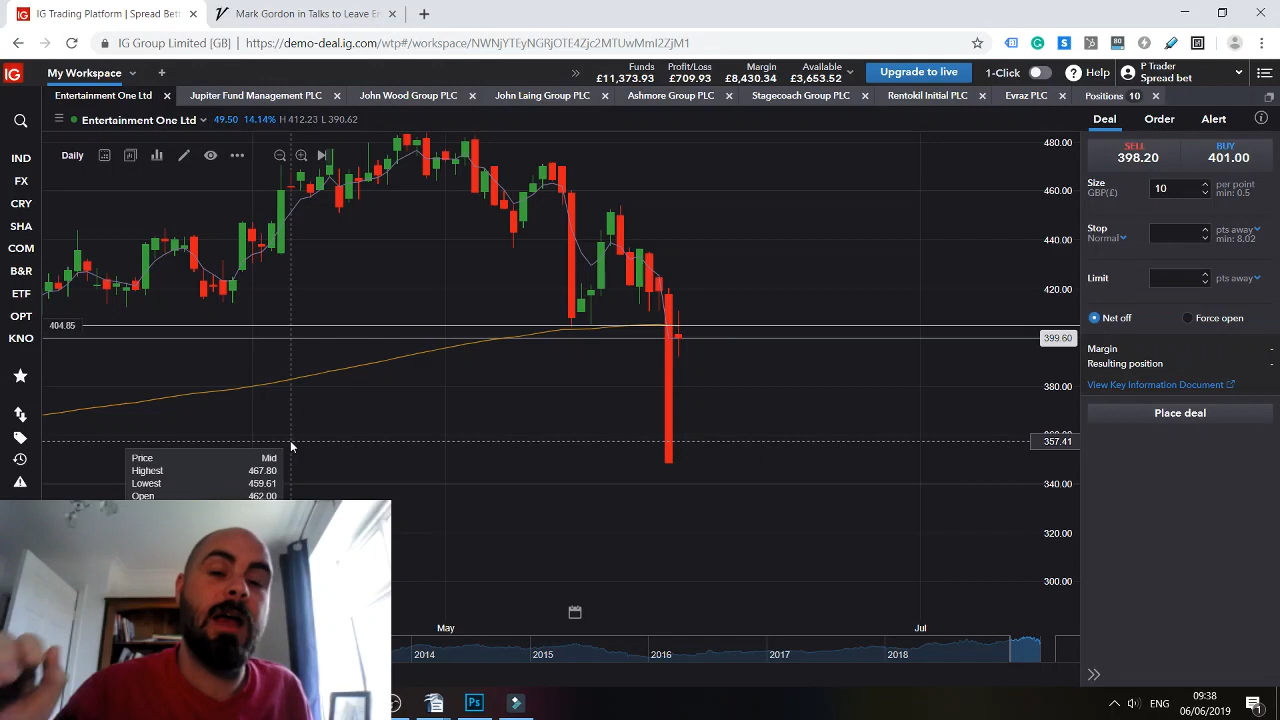 IG Trading Platform | Spread Bet
Mark Gordon in Talks to Leave En
IG Group Limited [GB] https://demo.deal.ig.com/wtp#/workspace/NWNjYTEyNGRjOTE4Zjc2MTUwMmI2ZjM1
IG
My Workspace
Funds Profit/Loss Margin Available
£11,373.93 £709.93 £8,430.34 £3,653.52
Upgrade to live
1-Click
Help
P Trader
Spread bet
Entertainment One Ltd
Jupiter Fund Management PLC
John Wood Group PLC
John Laing Group PLC
Ashmore Group PLC
Stagecoach Group PLC
Rentokil Initial PLC
Evraz PLC
Positions 10
Entertainment One Ltd 49.50 14.14% H 412.23 L 390.62
Daily
IND
FX
CRY
SHA
COM
B&R
ETF
OPT
KNO
480.00
460.00
440.00
420.00
404.85
399.60
380.00
357.41
340.00
320.00
300.00
Price Mid
Highest 467.80
Lowest 459.61
Open 462.00
May
Jul
2014
2015
2016
2017
2018
Deal Order Alert
SELL
398.20
BUY
401.00
Size
GBP(£)
10
per point
min: 0.5
Stop
Normal
pts away
min: 8.02
Limit
pts away
Net off
Force open
Margin -
Resulting position -
View Key Information Document
Place deal
Ps
ENG
09:38
06/06/2019
1